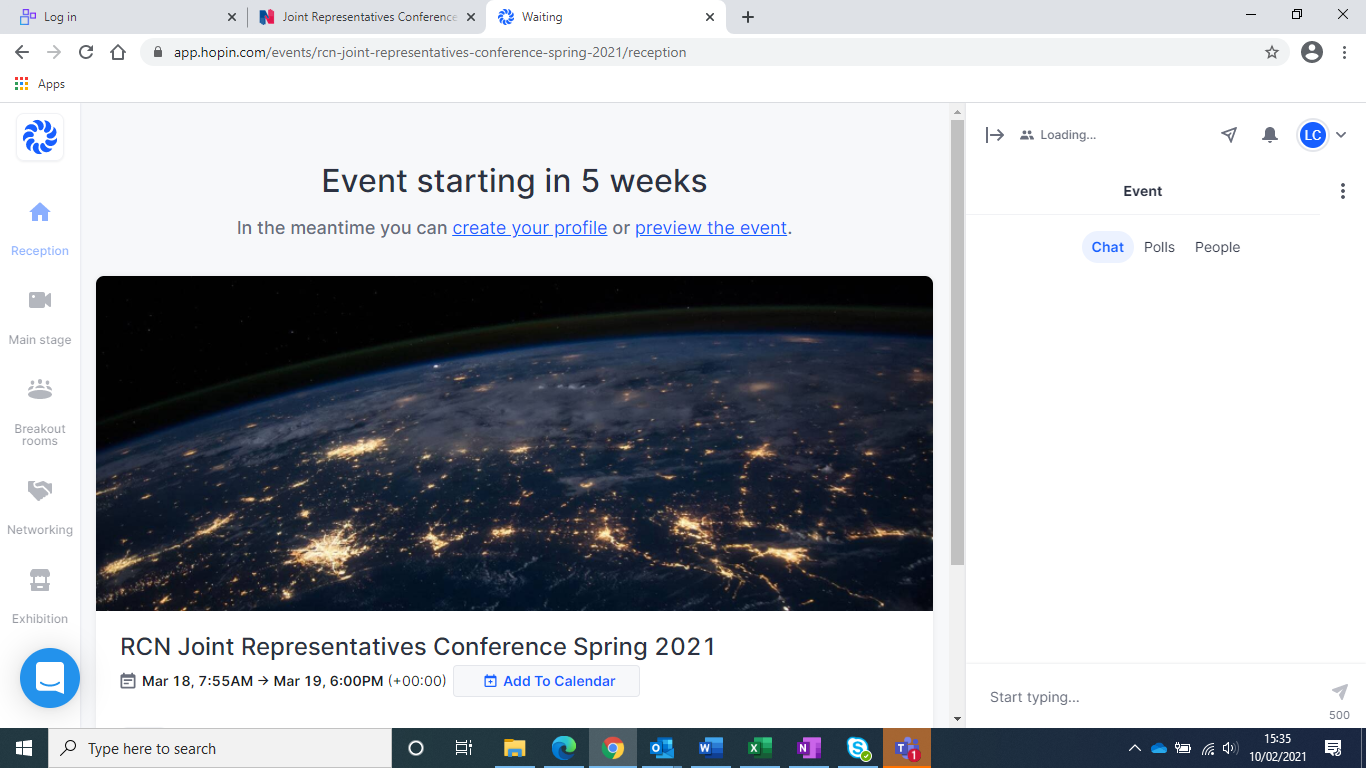 Log in
Joint Representatives Conference
Waiting
app.hopin.com/events/rcn-joint-representatives-conference-spring-2021/reception
Apps
Reception
Main stage
Breakout
rooms
Networking
Exhibition
Event starting in 5 weeks
In the meantime you can create your profile or preview the event.
RCN Joint Representatives Conference Spring 2021
Mar 18, 7:55AM → Mar 19, 6:00PM (+00:00)
Add To Calendar
Loading...
LC
Event
Chat
Polls
People
Start typing...
500
Type here to search
1
15:35
10/02/2021